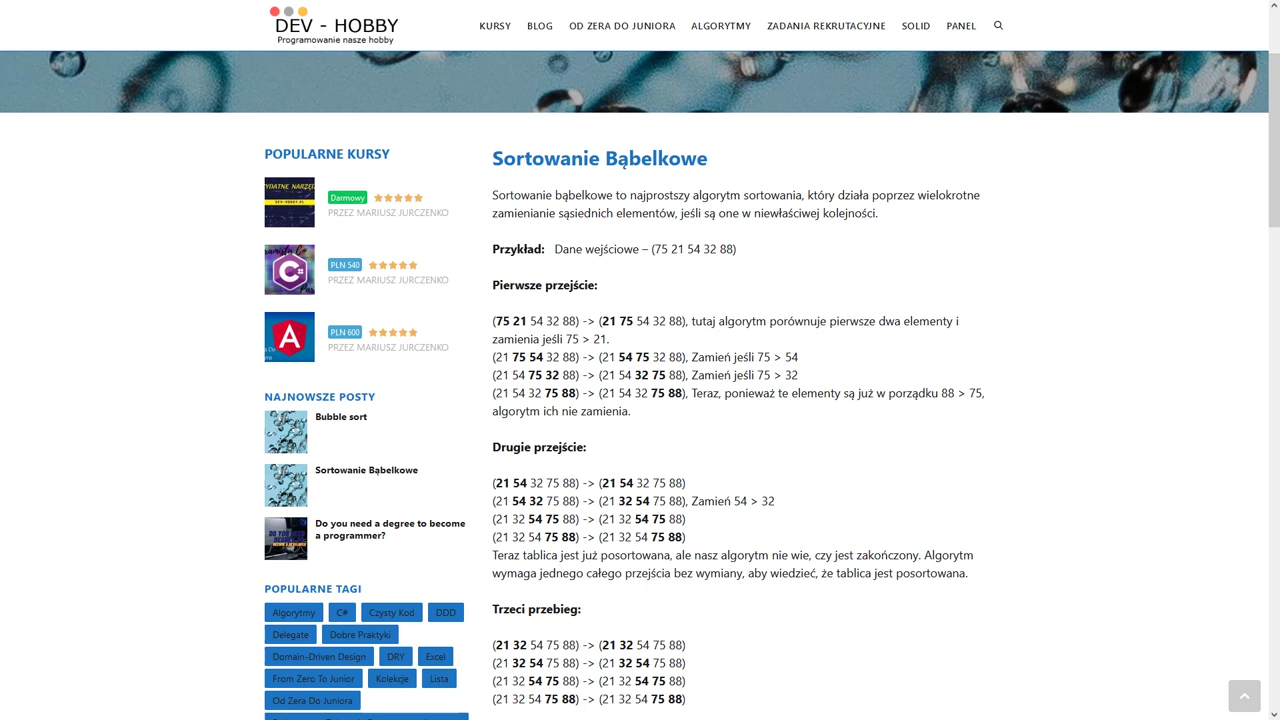 DEV - HOBBY
Programowanie nasze hobby
KURSY BLOG OD ZERA DO JUNIORA ALGORYTMY ZADANIA REKRUTACYJNE SOLID PANEL
POPULARNE KURSY
DEV-HOBBY.PL
Darmowy
PRZEZ MARIUSZ JURCZENKO
C#
PLN 540
PRZEZ MARIUSZ JURCZENKO
A
PLN 600
PRZEZ MARIUSZ JURCZENKO
NAJNOWSZE POSTY
Bubble sort
Sortowanie Bąbelkowe
Do you need a degree to become
a programmer?
POPULARNE TAGI
Algorytmy C# Czysty Kod DDD
Delegate Dobre Praktyki
Domain-Driven Design DRY Excel
From Zero To Junior Kolekcje Lista
Od Zera Do Juniora
Sortowanie Bąbelkowe
Sortowanie bąbelkowe to najprostszy algorytm sortowania, który działa poprzez wielokrotne
zamienianie sąsiednich elementów, jeśli są one w niewłaściwej kolejności.
Przykład: Dane wejściowe – (75 21 54 32 88)
Pierwsze przejście:
(75 21 54 32 88) -> (21 75 54 32 88), tutaj algorytm porównuje pierwsze dwa elementy i
zamienia jeśli 75 > 21.
(21 75 54 32 88) -> (21 54 75 32 88), Zamień jeśli 75 > 54
(21 54 75 32 88) -> (21 54 32 75 88), Zamień jeśli 75 > 32
(21 54 32 75 88) -> (21 54 32 75 88), Teraz, ponieważ te elementy są już w porządku 88 > 75,
algorytm ich nie zamienia.
Drugie przejście:
(21 54 32 75 88) -> (21 54 32 75 88)
(21 54 32 75 88) -> (21 32 54 75 88), Zamień 54 > 32
(21 32 54 75 88) -> (21 32 54 75 88)
(21 32 54 75 88) -> (21 32 54 75 88)
Teraz tablica jest już posortowana, ale nasz algorytm nie wie, czy jest zakończony. Algorytm
wymaga jednego całego przejścia bez wymiany, aby wiedzieć, że tablica jest posortowana.
Trzeci przebieg:
(21 32 54 75 88) -> (21 32 54 75 88)
(21 32 54 75 88) -> (21 32 54 75 88)
(21 32 54 75 88) -> (21 32 54 75 88)
(21 32 54 75 88) -> (21 32 54 75 88)